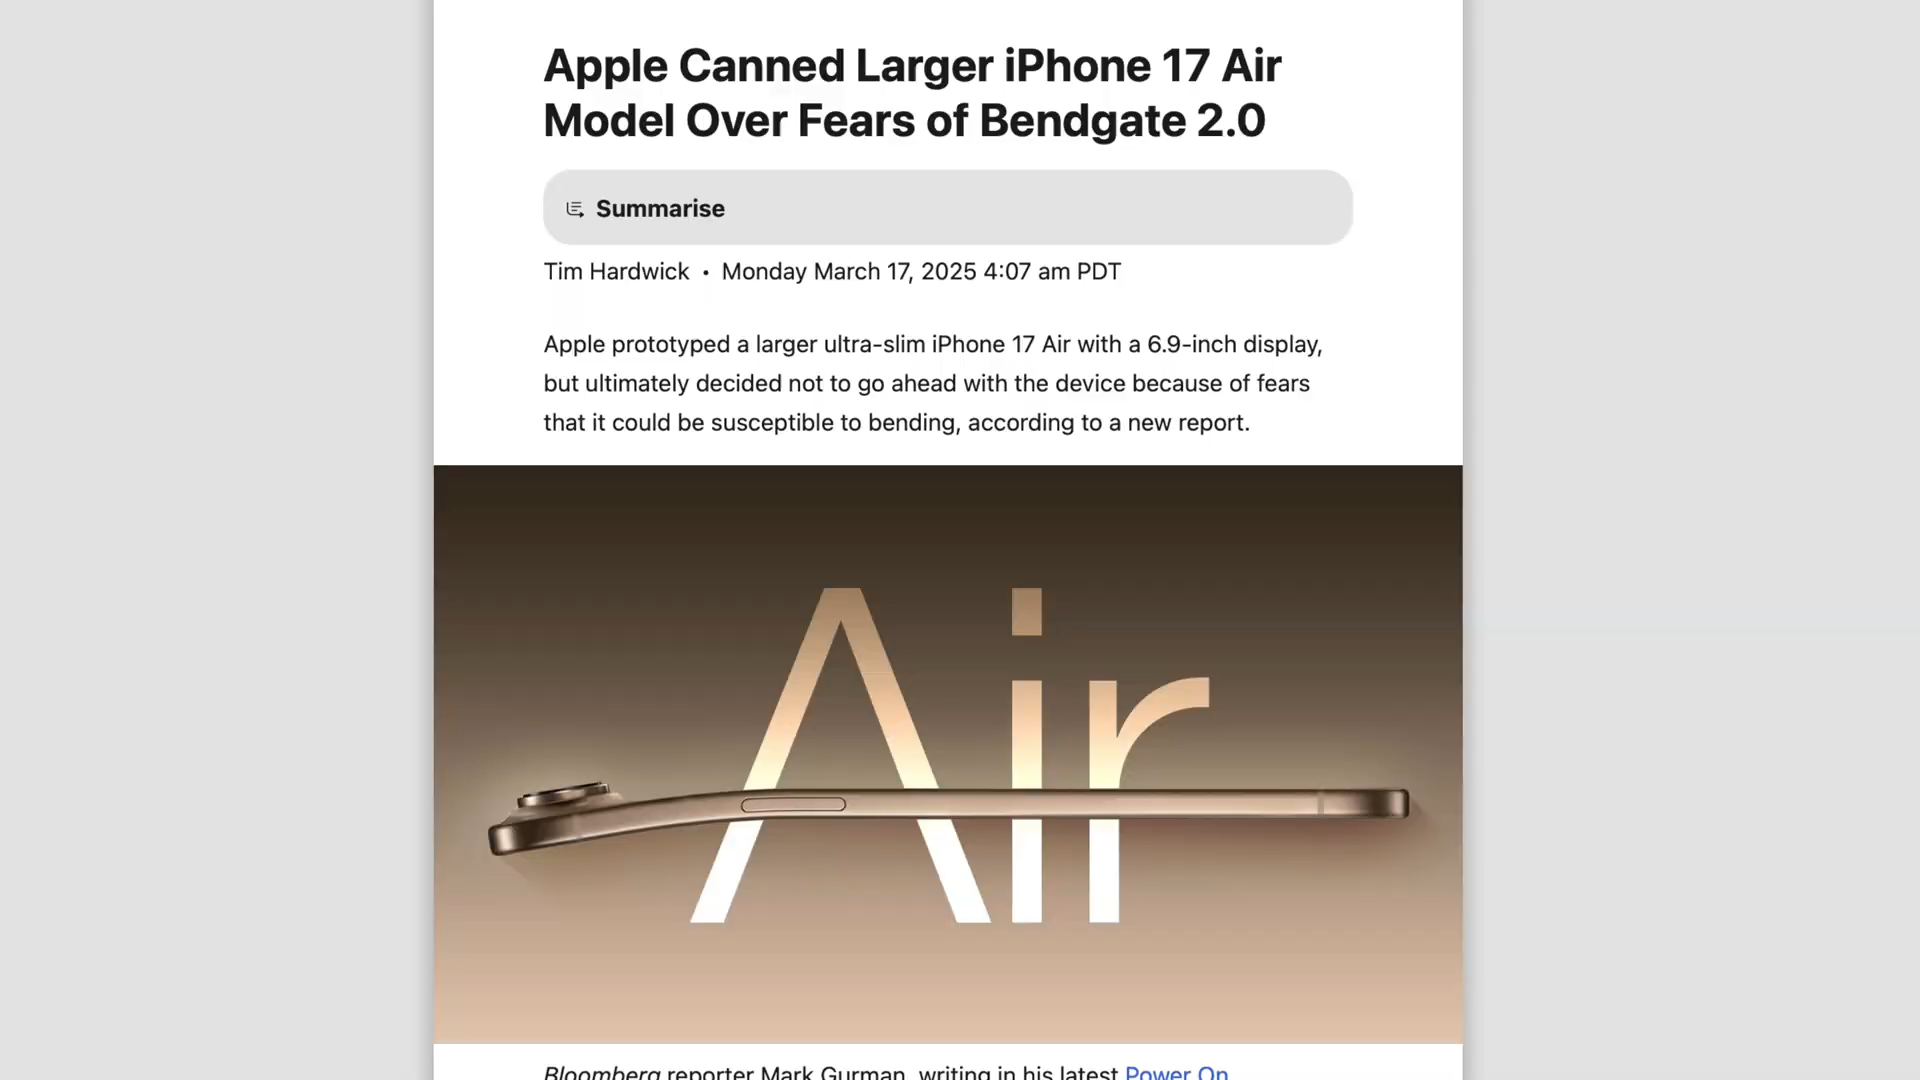 Apple Canned Larger iPhone 17 Air
Model Over Fears of Bendgate 2.0
Summarise
Tim Hardwick • Monday March 17, 2025 4:07 am PDT
Apple prototyped a larger ultra-slim iPhone 17 Air with a 6.9-inch display,
but ultimately decided not to go ahead with the device because of fears
that it could be susceptible to bending, according to a new report.
Air
Bloomberg reporter Mark Gurman, writing in his latest Power On